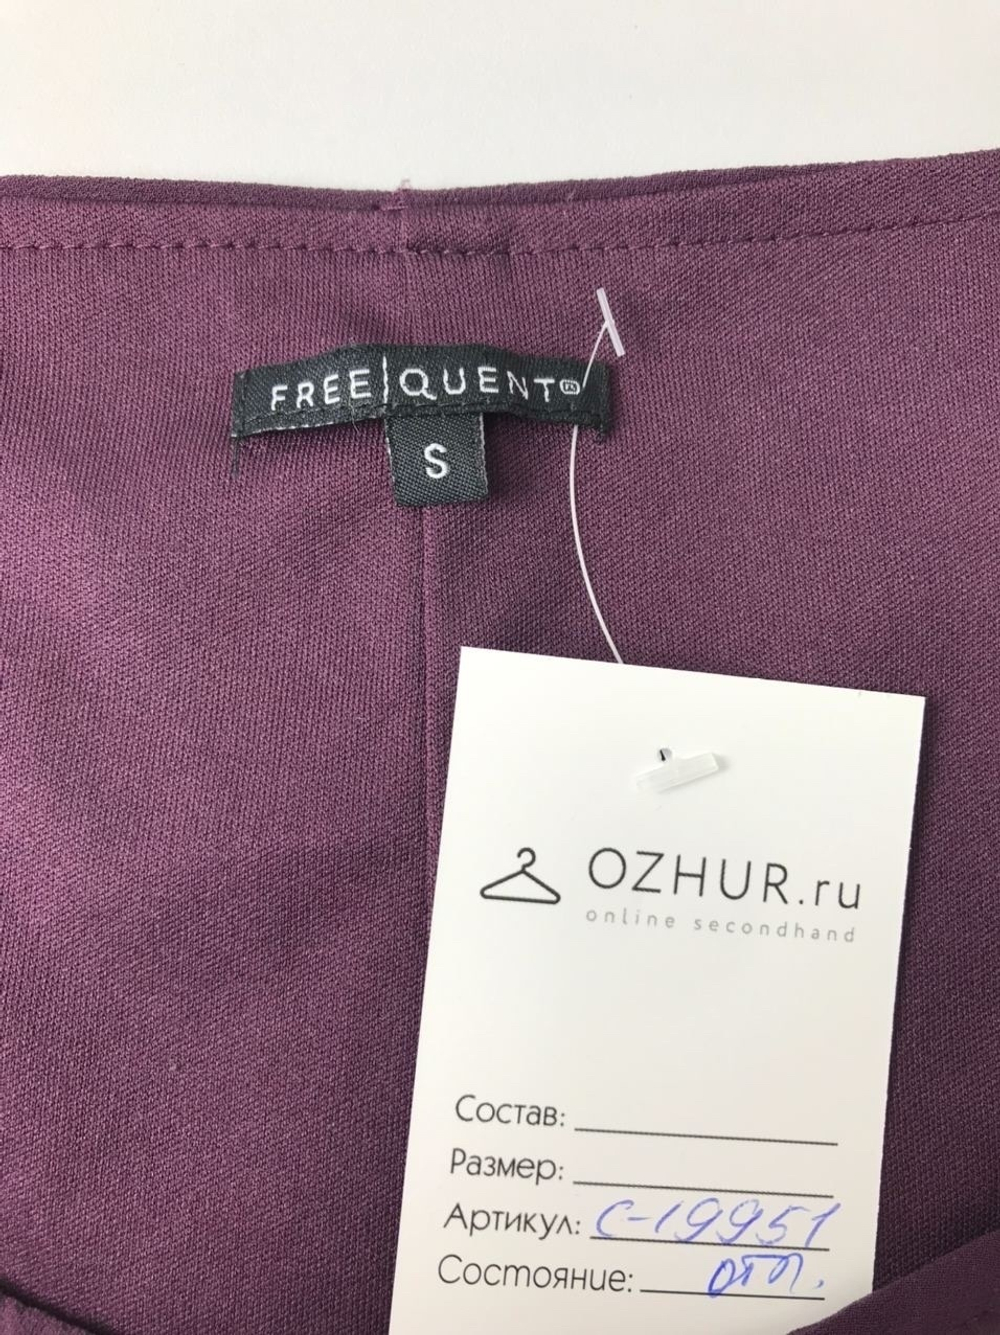 FREE|QUENT
S
OZHUR.ru
online secondhand
Состав:
Размер:
Артикул: С-19951
Состояние: отл.